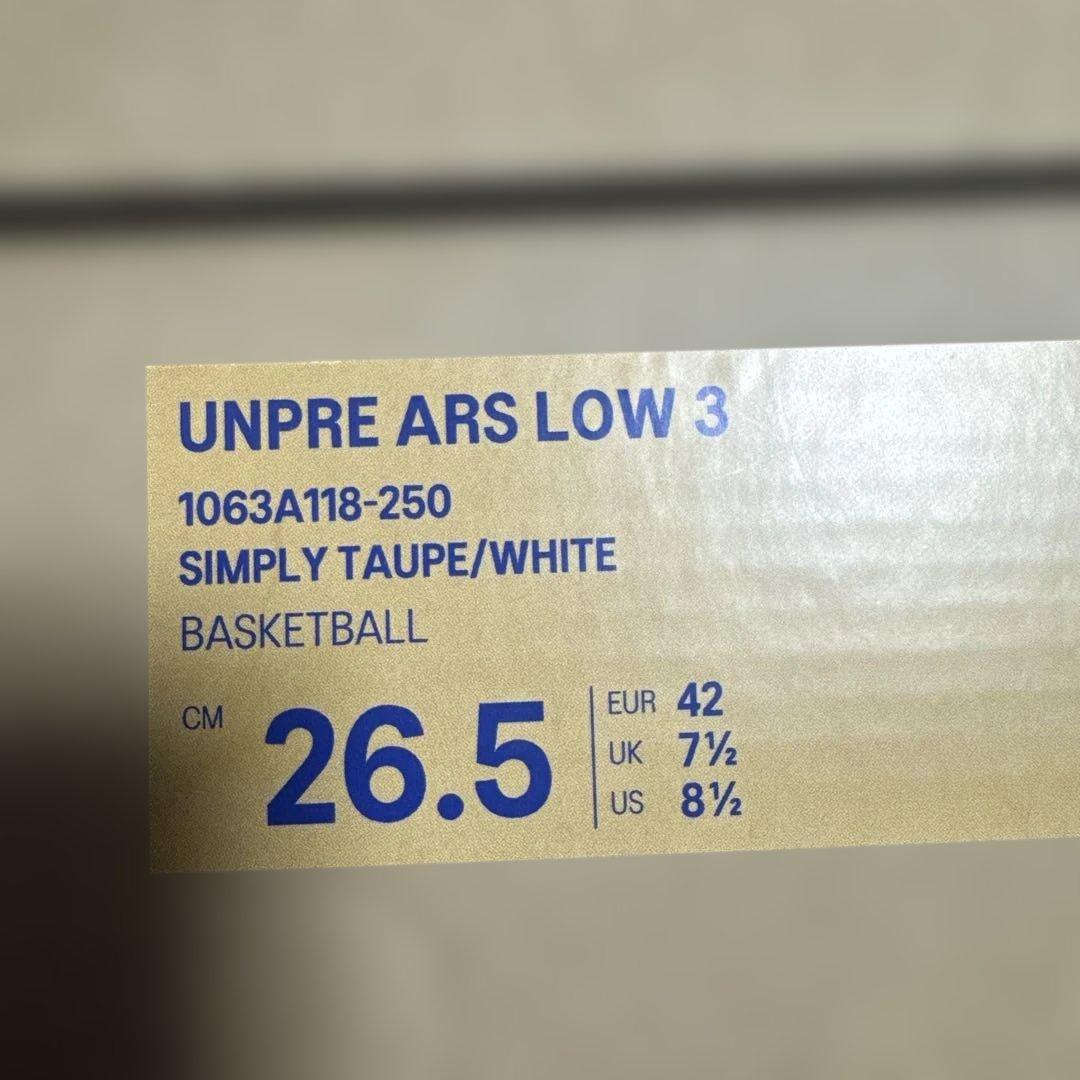 UNPRE ARS LOW 3
1063A118-250
SIMPLY TAUPE/WHITE
BASKETBALL
CM 26.5
EUR 42
UK 7½
US 8½